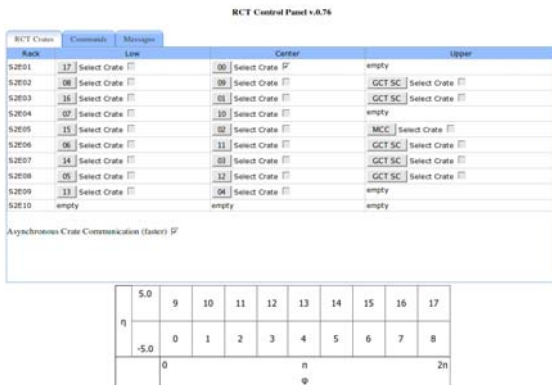 RCT Control Panel v.0.76
RCT Crates Commands Messages
Rack Low Center Upper
S2E01 17 Select Crate 00 Select Crate empty
S2E02 08 Select Crate 09 Select Crate GCT SC Select Crate
S2E03 16 Select Crate 01 Select Crate GCT SC Select Crate
S2E04 07 Select Crate 10 Select Crate empty
S2E05 15 Select Crate 02 Select Crate MCC Select Crate
S2E06 06 Select Crate 11 Select Crate GCT SC Select Crate
S2E07 14 Select Crate 03 Select Crate GCT SC Select Crate
S2E08 05 Select Crate 12 Select Crate GCT SC Select Crate
S2E09 13 Select Crate 04 Select Crate empty
S2E10 empty empty empty
Asynchronous Crate Communication (faster)
5.0 9 10 11 12 13 14 15 16 17
η
-5.0 0 1 2 3 4 5 6 7 8
0 π 2π
φ